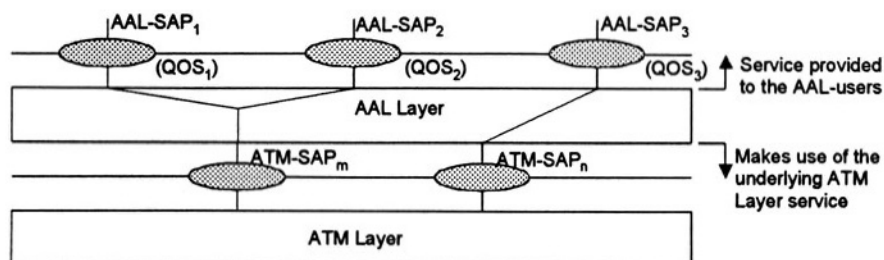 AAL-SAP1
AAL-SAP2
AAL-SAP3
(QOS1)
(QOS2)
(QOS3)
Service provided
to the AAL-users
AAL Layer
ATM-SAPm
ATM-SAPn
Makes use of the
underlying ATM
Layer service
ATM Layer